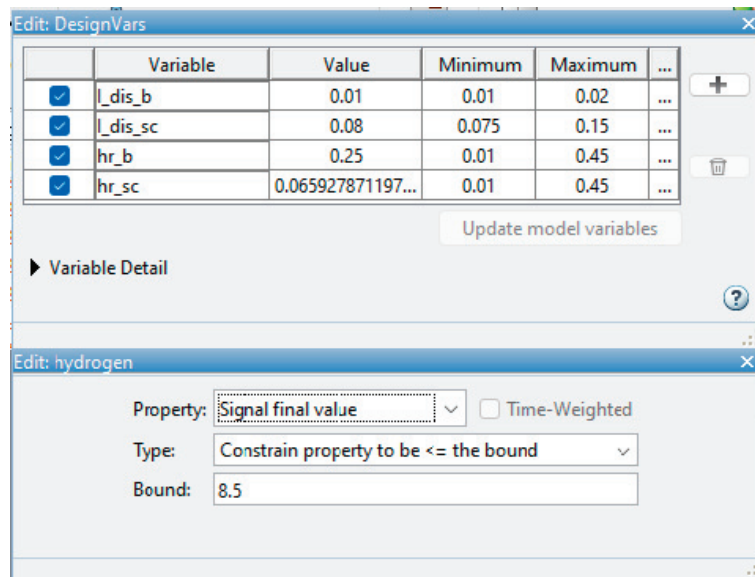 Edit: DesignVars
Variable Value Minimum Maximum ...
l_dis_b 0.01 0.01 0.02 ...
l_dis_sc 0.08 0.075 0.15 ...
hr_b 0.25 0.01 0.45 ...
hr_sc 0.065927871197... 0.01 0.45 ...
Update model variables
Variable Detail
Edit: hydrogen
Property: Signal final value Time-Weighted
Type: Constrain property to be <= the bound
Bound: 8.5